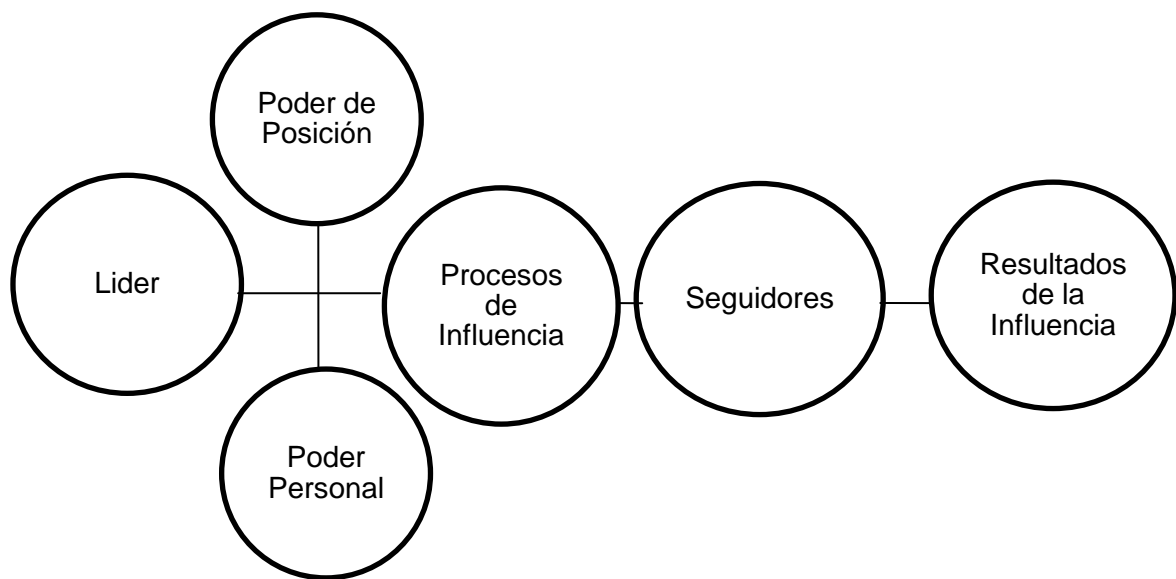 Poder de
Posición
Lider
Procesos
de
Influencia
Seguidores
Resultados
de la
Influencia
Poder
Personal